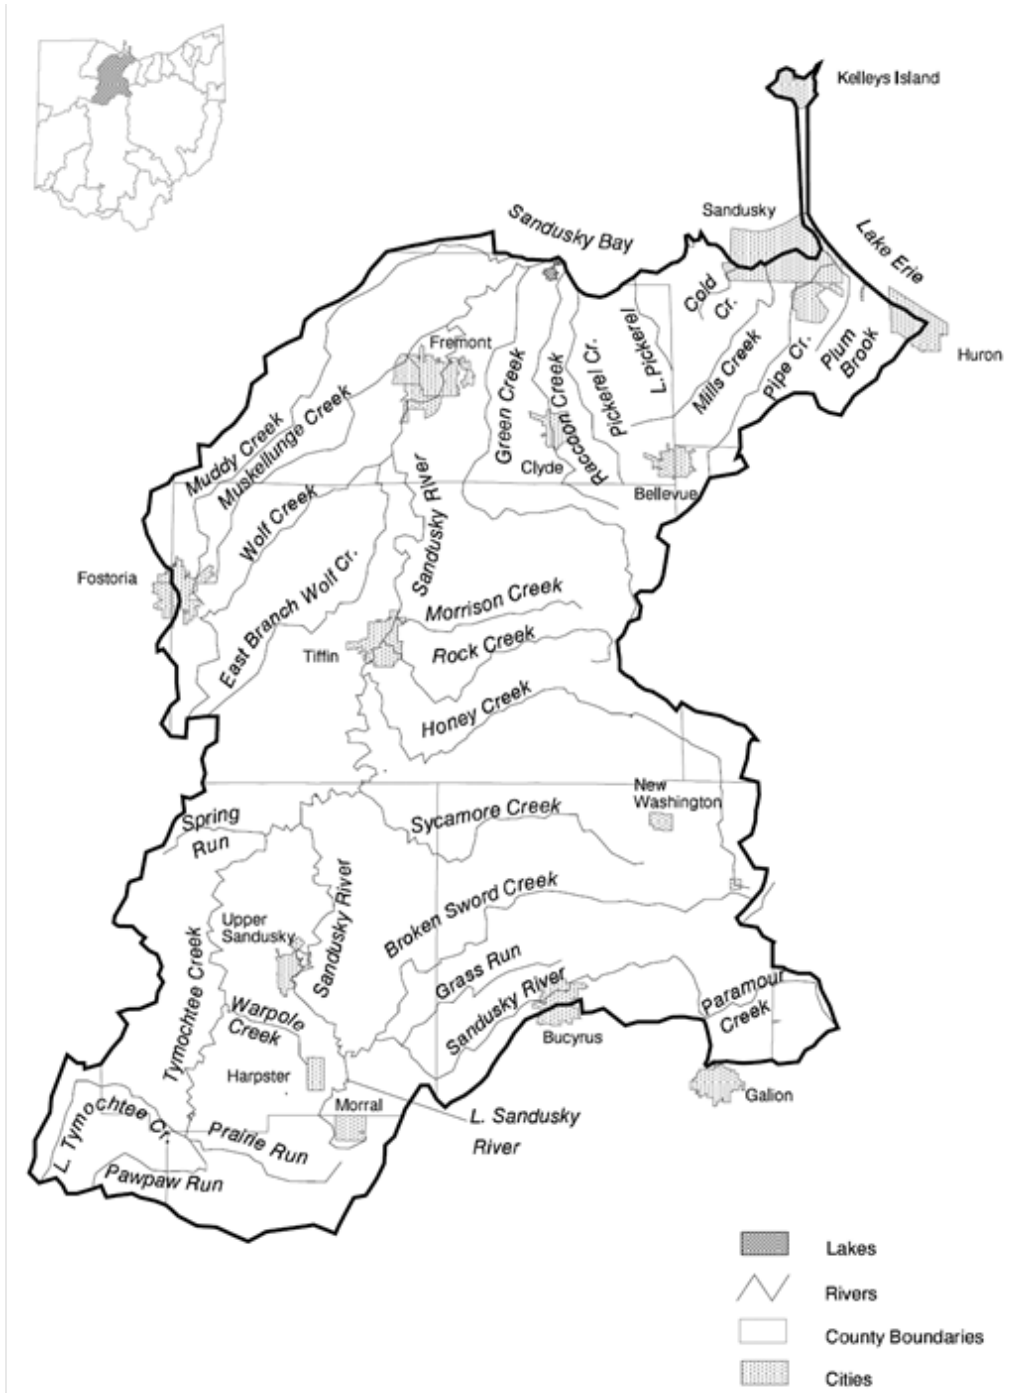 Kelleys Island
Sandusky
Sandusky Bay
Lake Erie
Cold
Cr.
L.Pickerel
Fremont
Huron
Plum
Brook
Pipe Cr.
Mills Creek
Pickerel Cr.
Raccoon Creek
Green Creek
Clyde
Bellevue
Muddy Creek
Muskellunge Creek
Wolf Creek
Sandusky River
East Branch Wolf Cr.
Fostoria
Tiffin
Morrison Creek
Rock Creek
Honey Creek
New
Washington
Spring
Run
Sycamore Creek
Broken Sword Creek
Sandusky River
Upper
Sandusky
Tymochtee Creek
Grass Run
Sandusky River
Paramour
Creek
Warpole
Creek
Bucyrus
Harpster
Galion
Morral
L. Sandusky
River
L. Tymochtee Cr.
Prairie Run
Pawpaw Run
Lakes
Rivers
County Boundaries
Cities